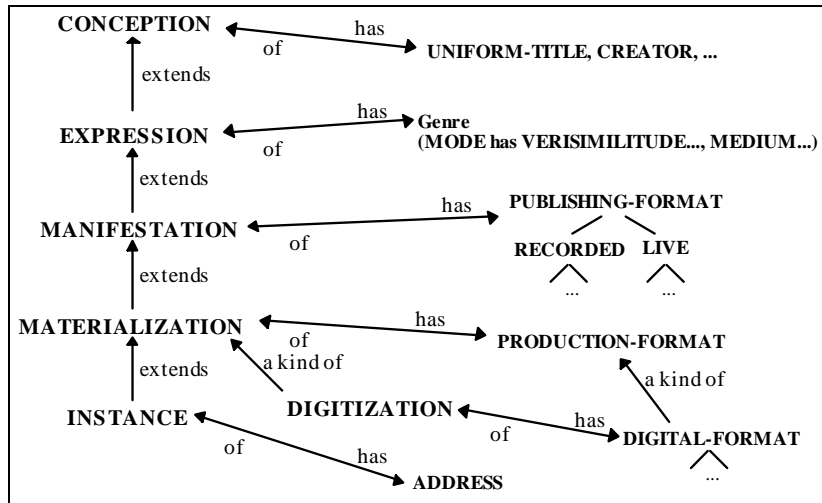 CONCEPTION
has
of
UNIFORM-TITLE, CREATOR, ...
extends
EXPRESSION
has
of
Genre
(MODE has VERISIMILITUDE..., MEDIUM...)
extends
MANIFESTATION
has
of
PUBLISHING-FORMAT
RECORDED
LIVE
...
...
extends
MATERIALIZATION
has
of
PRODUCTION-FORMAT
a kind of
a kind of
extends
INSTANCE
DIGITIZATION
has
of
DIGITAL-FORMAT
...
of
has
ADDRESS